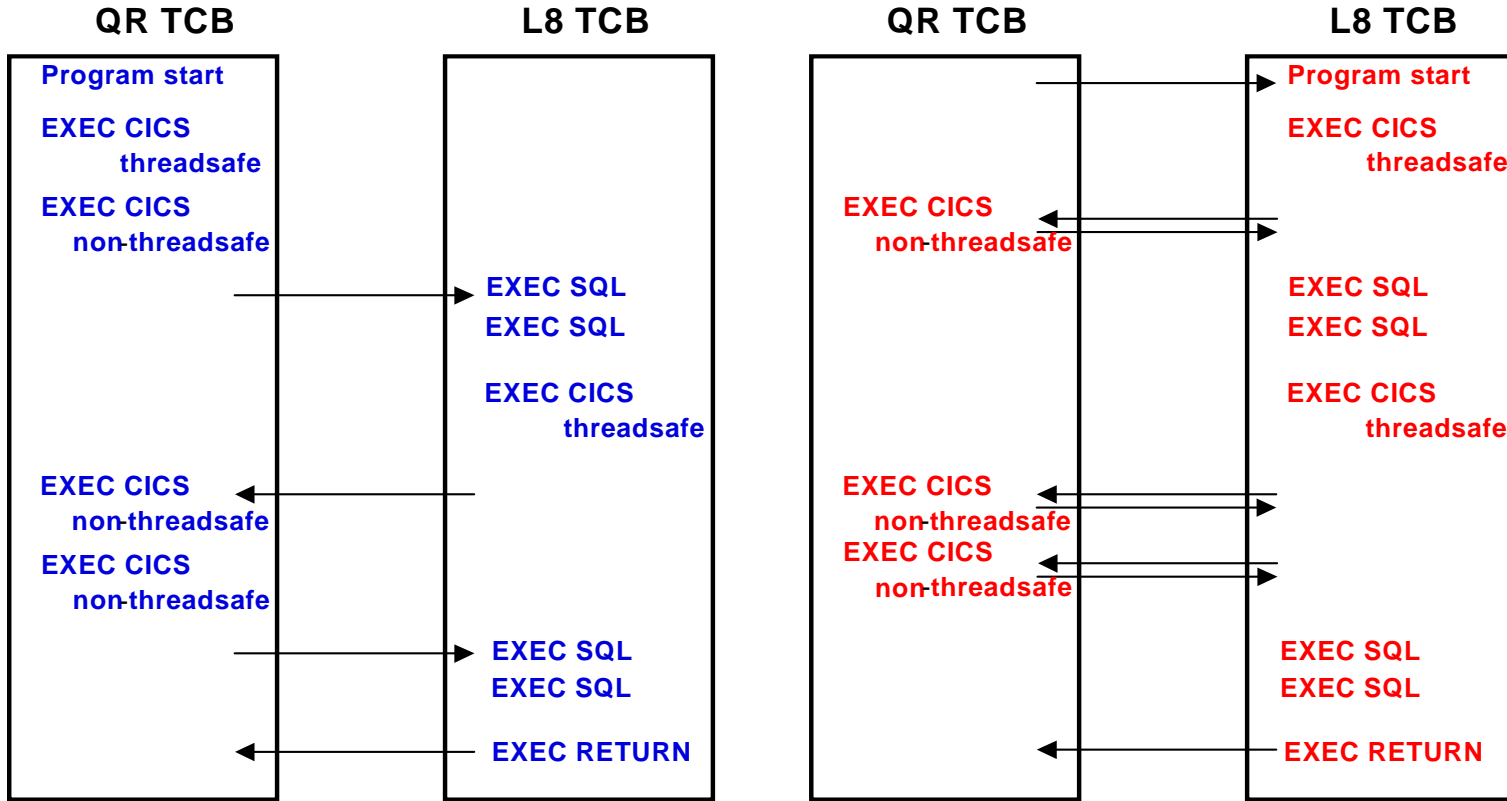 QR TCB
L8 TCB
Program start
EXEC CICS
threadsafe
EXEC CICS
non-threadsafe
EXEC SQL
EXEC SQL
EXEC CICS
threadsafe
EXEC CICS
non-threadsafe
EXEC CICS
non-threadsafe
EXEC SQL
EXEC SQL
EXEC RETURN
QR TCB
L8 TCB
Program start
EXEC CICS
threadsafe
EXEC CICS
non-threadsafe
EXEC SQL
EXEC SQL
EXEC CICS
threadsafe
EXEC CICS
non-threadsafe
EXEC CICS
non-threadsafe
EXEC SQL
EXEC SQL
EXEC RETURN